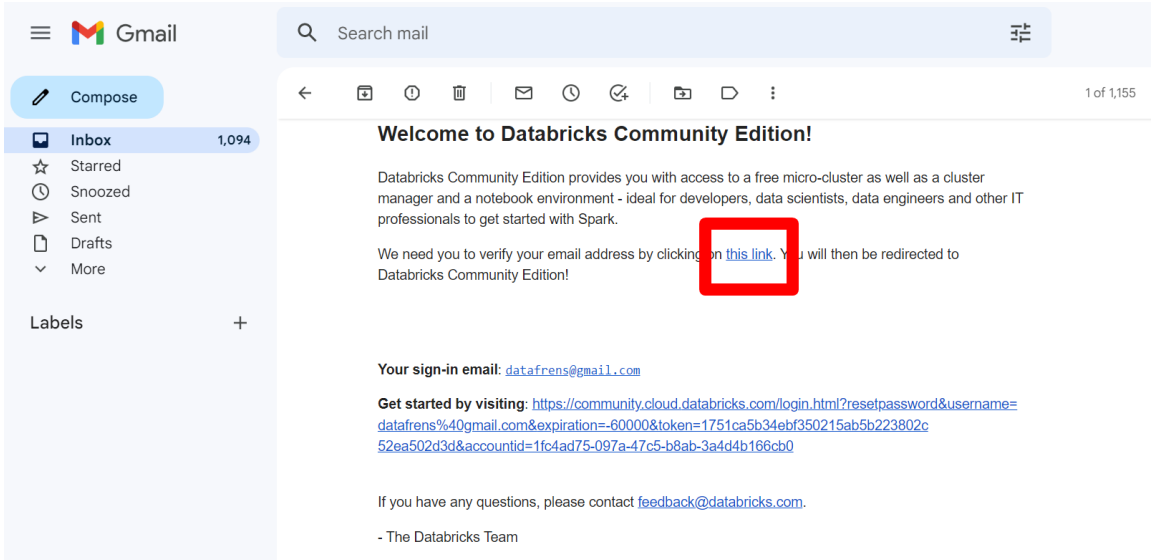 Gmail
Search mail
Compose
1 of 1,155
Inbox 1,094
Starred
Snoozed
Sent
Drafts
More
Labels
Welcome to Databricks Community Edition!
Databricks Community Edition provides you with access to a free micro-cluster as well as a cluster
manager and a notebook environment - ideal for developers, data scientists, data engineers and other IT
professionals to get started with Spark.
We need you to verify your email address by clicking on this link. Y u will then be redirected to
Databricks Community Edition!
Your sign-in email: datafrens@gmail.com
Get started by visiting: https://community.cloud.databricks.com/login.html?resetpassword&username=
datafrens%40gmail.com&expiration=-60000&token=1751ca5b34ebf350215ab5b223802c
52ea502d3d&accountid=1fc4ad75-097a-47c5-b8ab-3a4d4b166cb0
If you have any questions, please contact feedback@databricks.com.
- The Databricks Team